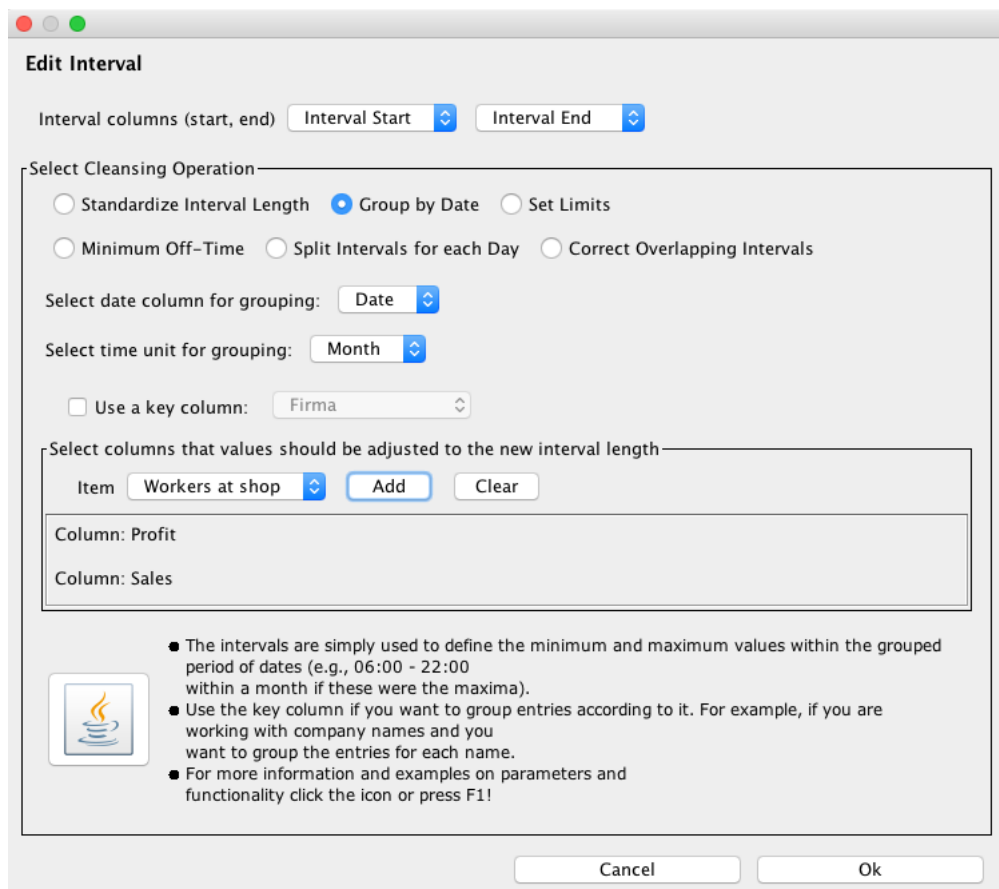 Edit Interval
Interval columns (start, end) Interval Start Interval End
Select Cleansing Operation
Standardize Interval Length Group by Date Set Limits
Minimum Off-Time Split Intervals for each Day Correct Overlapping Intervals
Select date column for grouping: Date
Select time unit for grouping: Month
Use a key column: Firma
Select columns that values should be adjusted to the new interval length
Item Workers at shop Add Clear
Column: Profit
Column: Sales
● The intervals are simply used to define the minimum and maximum values within the grouped
period of dates (e.g., 06:00 - 22:00
within a month if these were the maxima).
● Use the key column if you want to group entries according to it. For example, if you are
working with company names and you
want to group the entries for each name.
● For more information and examples on parameters and
functionality click the icon or press F1!
Cancel Ok